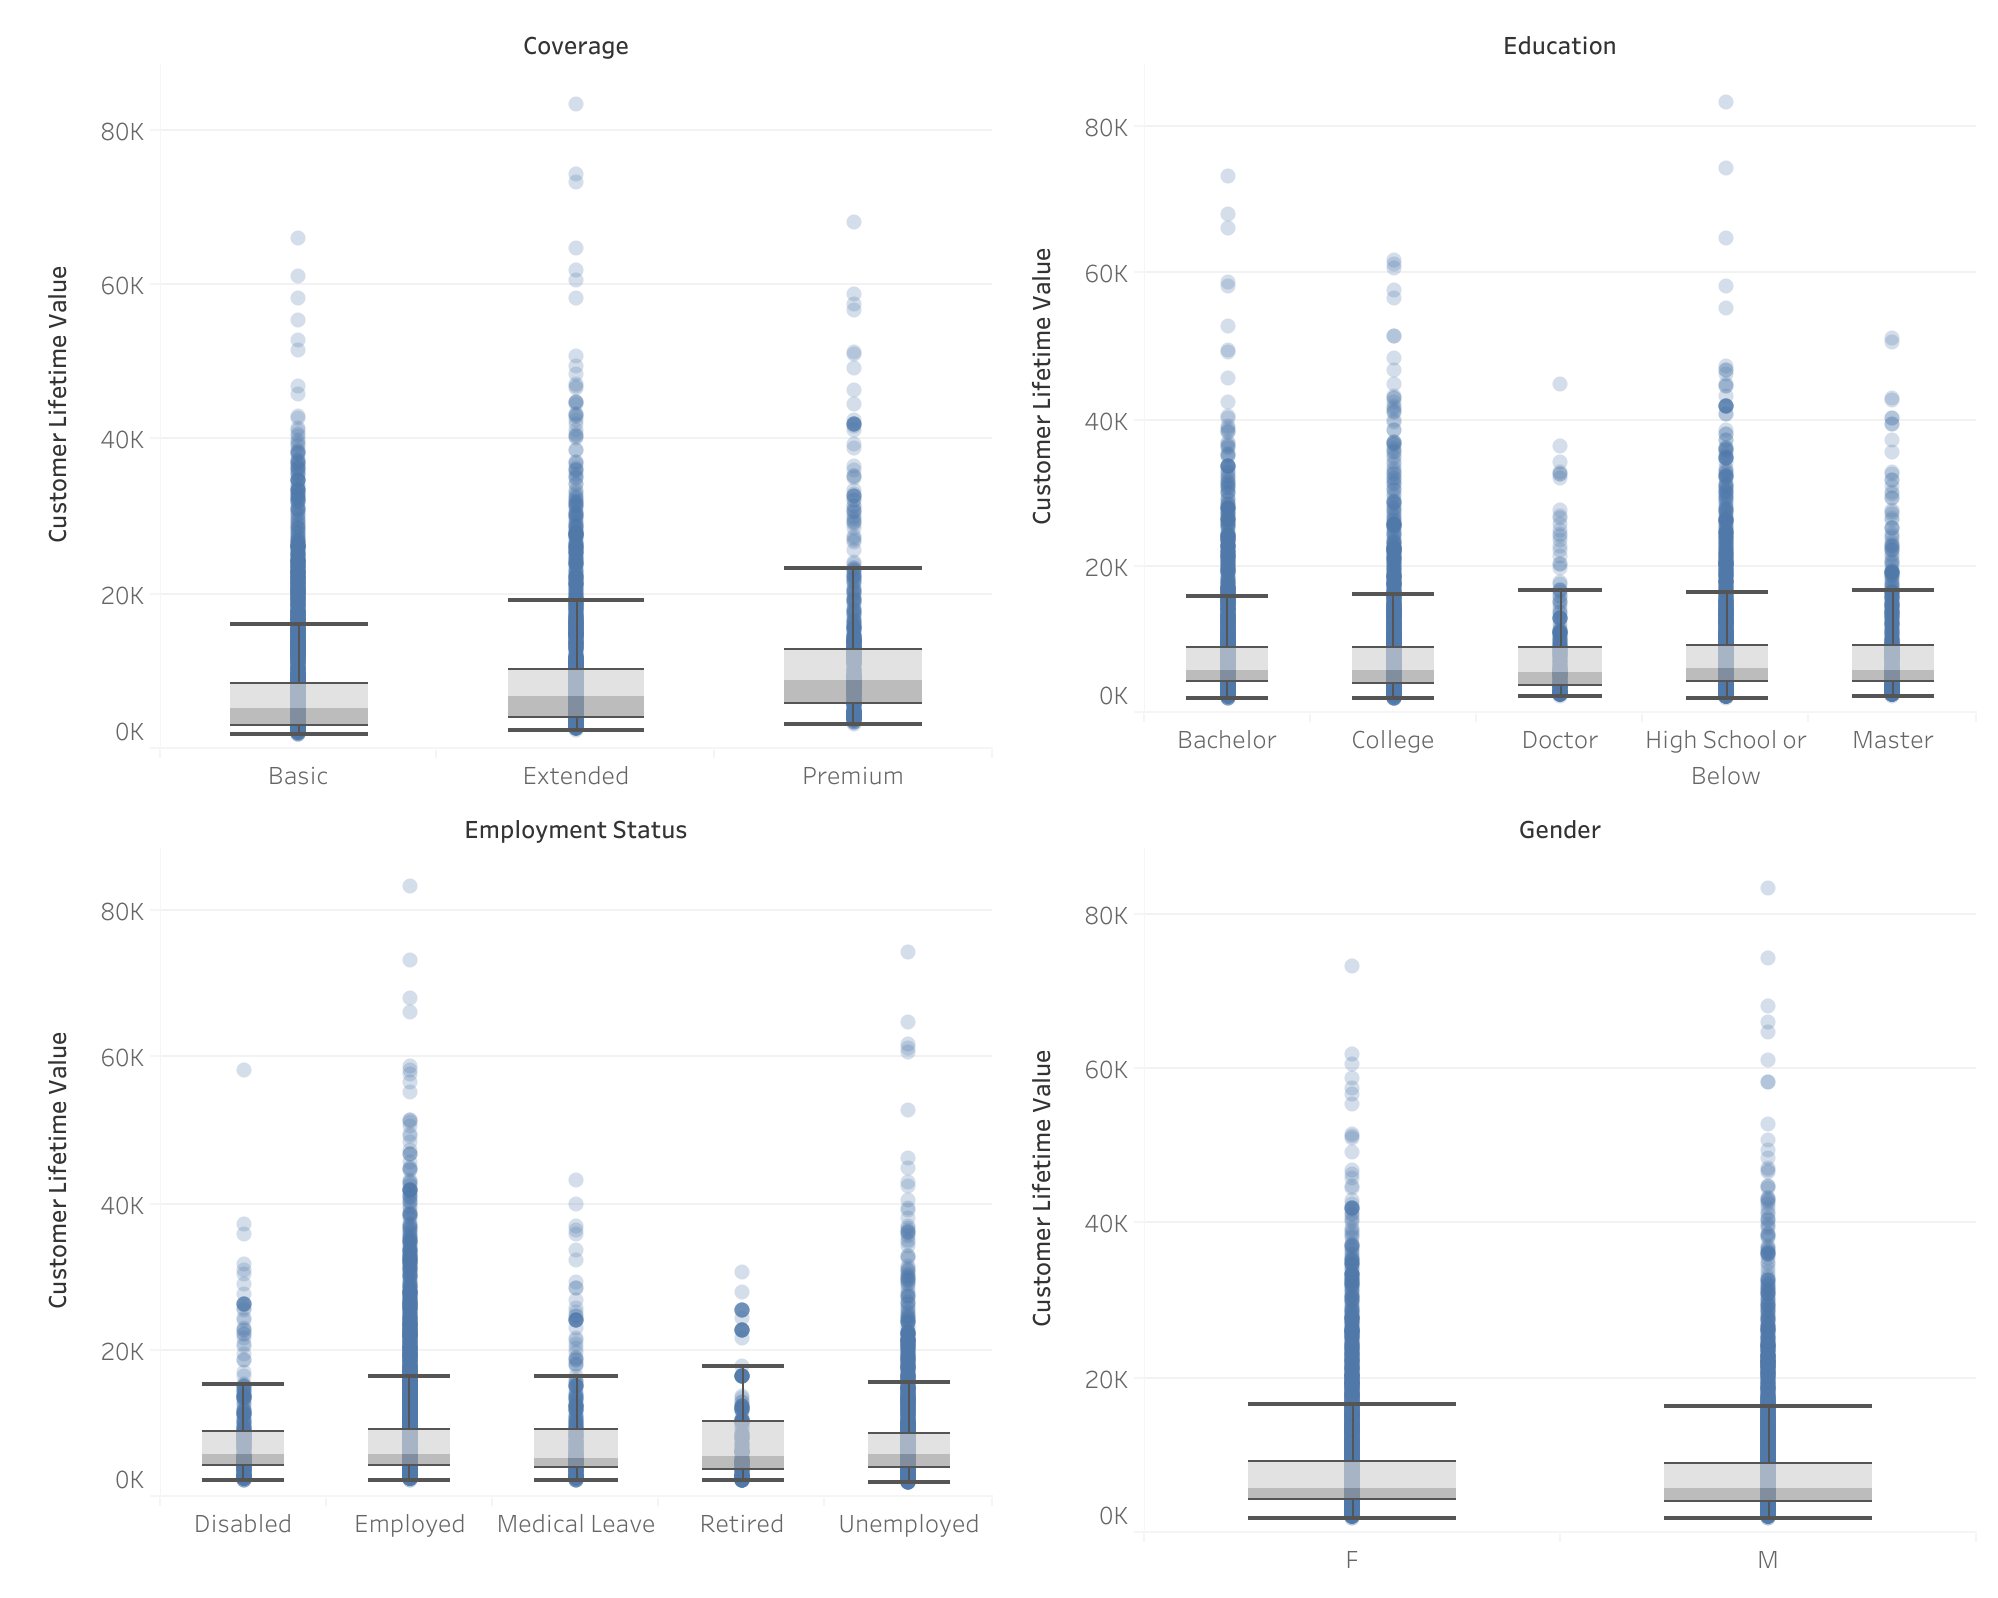 Coverage
Customer Lifetime Value
80K
60K
40K
20K
0K
Basic Extended Premium
Education
Customer Lifetime Value
80K
60K
40K
20K
0K
Bachelor College Doctor High School or Master
Below
Employment Status
Customer Lifetime Value
80K
60K
40K
20K
0K
Disabled Employed Medical Leave Retired Unemployed
Gender
Customer Lifetime Value
80K
60K
40K
20K
0K
F M